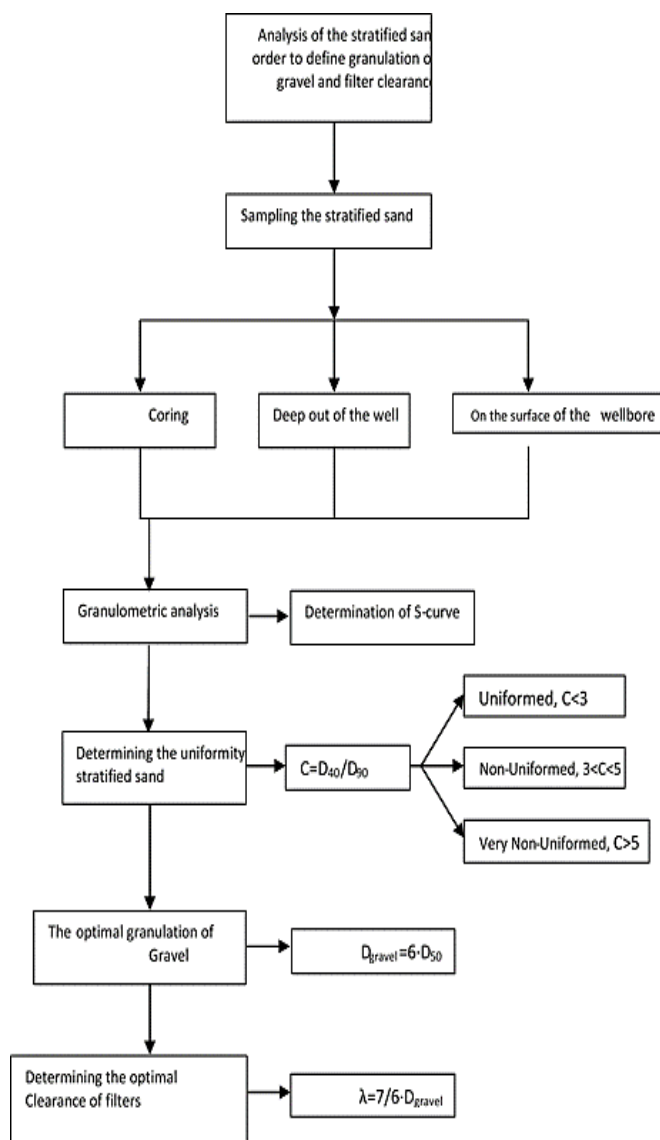 Analysis of the stratified san
order to define granulation o
gravel and filter clearance
Sampling the stratified sand
Coring
Deep out of the well
On the surface of the wellbore
Granulometric analysis
Determination of S-curve
Uniformed, C<3
Determining the uniformity
stratified sand
C=D40/D90
Non-Uniformed, 3<C<5
Very Non-Uniformed, C>5
The optimal granulation of
Gravel
Dgravel=6·D50
Determining the optimal
Clearance of filters
λ=7/6·Dgravel